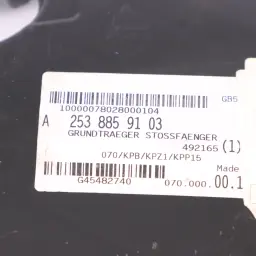 10000078028000104
GBS
A 253 885 91 03
GRUNDTRAEGER STOSSFAENGER
492165 (1)
070/KPB/KPZ1/KPP15
Made
G45482740
070.000.00.1